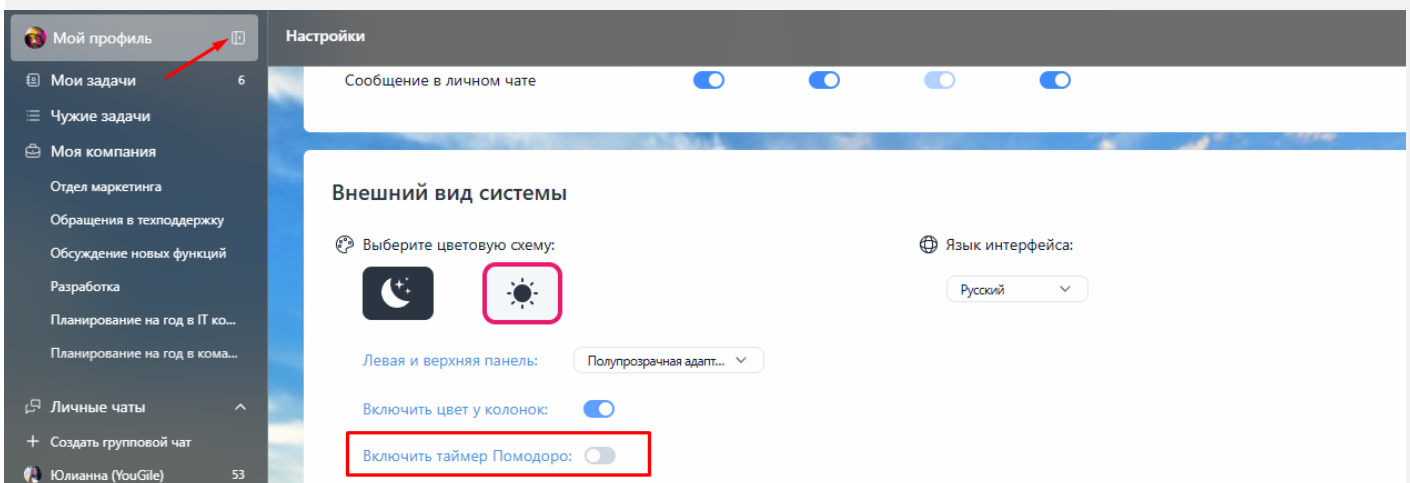 Мой профиль
Настройки
Мои задачи 6
Чужие задачи
Моя компания
Отдел маркетинга
Обращения в техподдержку
Обсуждение новых функций
Разработка
Планирование на год в IT ко...
Планирование на год в кома...
Личные чаты
Создать групповой чат
Юлианна (YouGile) 53
Сообщение в личном чате
Внешний вид системы
Выберите цветовую схему:
Язык интерфейса:
Русский
Левая и верхняя панель: Полупрозрачная адапт...
Включить цвет у колонок:
Включить таймер Помодоро: